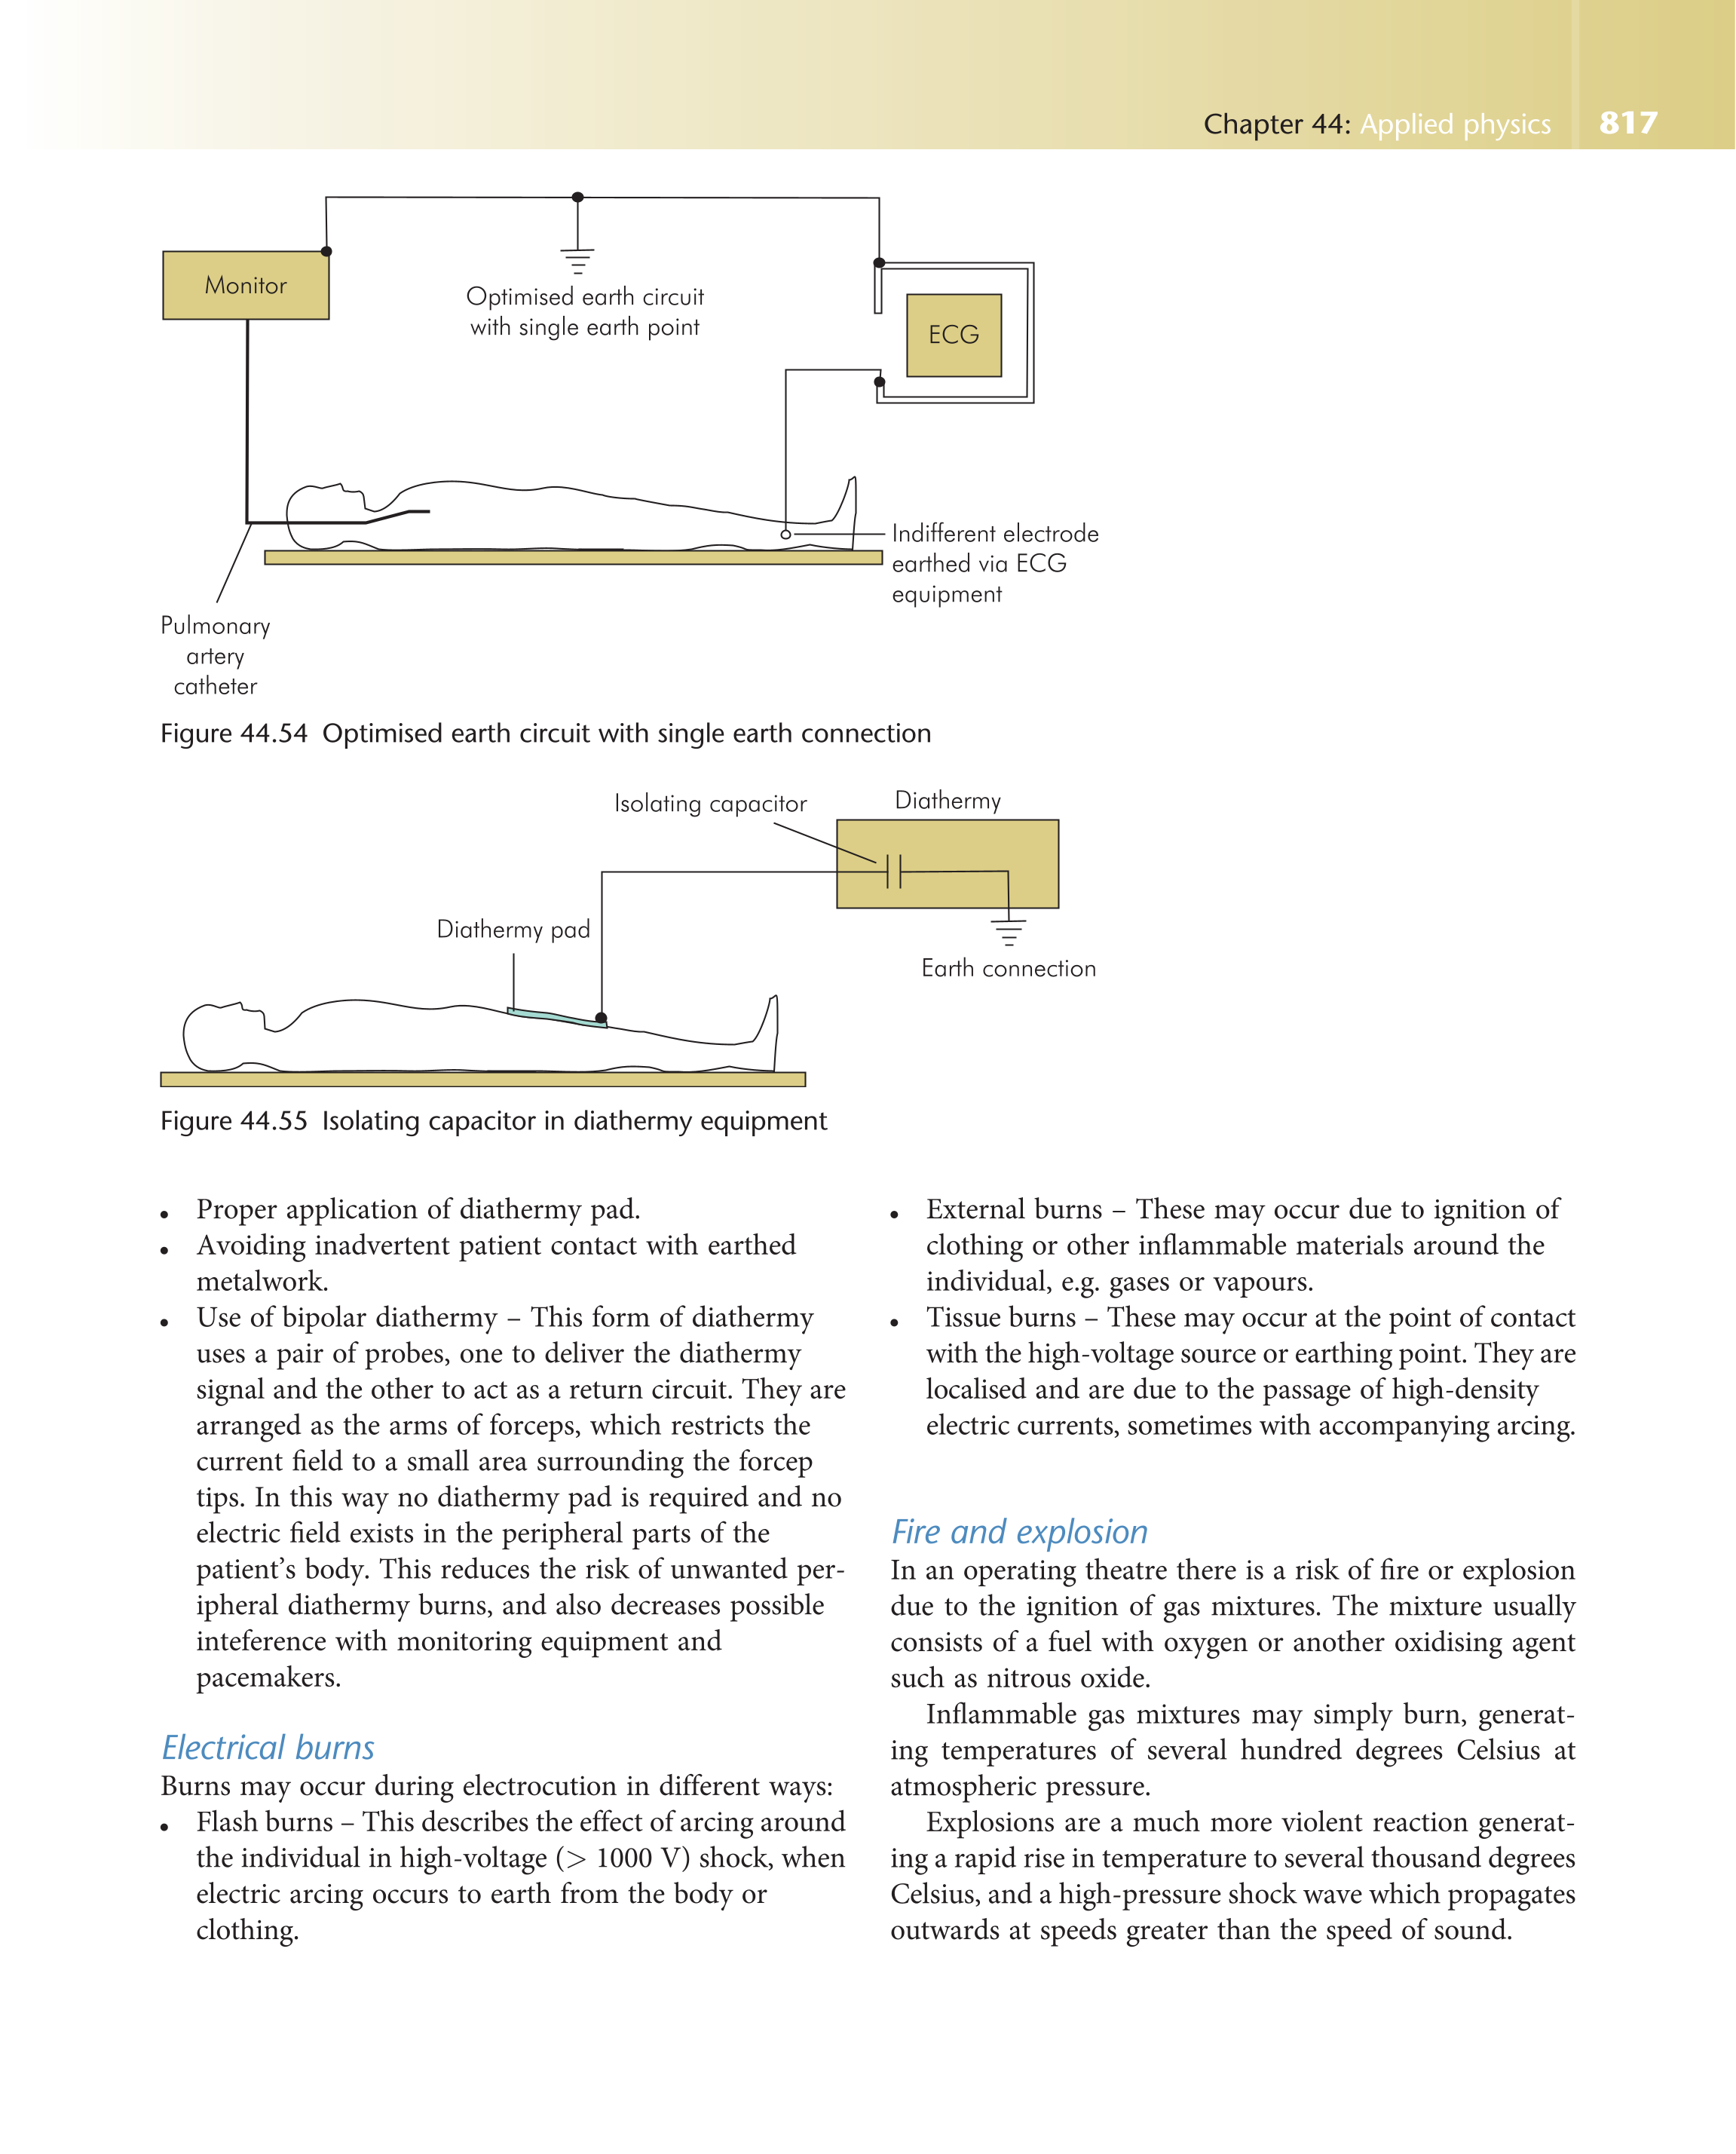 Chapter 44: Applied physics 817
Monitor
Optimised earth circuit
with single earth point
ECG
Indifferent electrode
earthed via ECG
equipment
Pulmonary
artery
catheter
Figure 44.54 Optimised earth circuit with single earth connection
Isolating capacitor
Diathermy
Diathermy pad
Earth connection
Figure 44.55 Isolating capacitor in diathermy equipment
• Proper application of diathermy pad.
• Avoiding inadvertent patient contact with earthed
metalwork.
• Use of bipolar diathermy – This form of diathermy
uses a pair of probes, one to deliver the diathermy
signal and the other to act as a return circuit. They are
arranged as the arms of forceps, which restricts the
current field to a small area surrounding the forcep
tips. In this way no diathermy pad is required and no
electric field exists in the peripheral parts of the
patient's body. This reduces the risk of unwanted per-
ipheral diathermy burns, and also decreases possible
inteference with monitoring equipment and
pacemakers.
Electrical burns
Burns may occur during electrocution in different ways:
• Flash burns – This describes the effect of arcing around
the individual in high-voltage (> 1000 V) shock, when
electric arcing occurs to earth from the body or
clothing.
• External burns – These may occur due to ignition of
clothing or other inflammable materials around the
individual, e.g. gases or vapours.
• Tissue burns – These may occur at the point of contact
with the high-voltage source or earthing point. They are
localised and are due to the passage of high-density
electric currents, sometimes with accompanying arcing.
Fire and explosion
In an operating theatre there is a risk of fire or explosion
due to the ignition of gas mixtures. The mixture usually
consists of a fuel with oxygen or another oxidising agent
such as nitrous oxide.
Inflammable gas mixtures may simply burn, generat-
ing temperatures of several hundred degrees Celsius at
atmospheric pressure.
Explosions are a much more violent reaction generat-
ing a rapid rise in temperature to several thousand degrees
Celsius, and a high-pressure shock wave which propagates
outwards at speeds greater than the speed of sound.